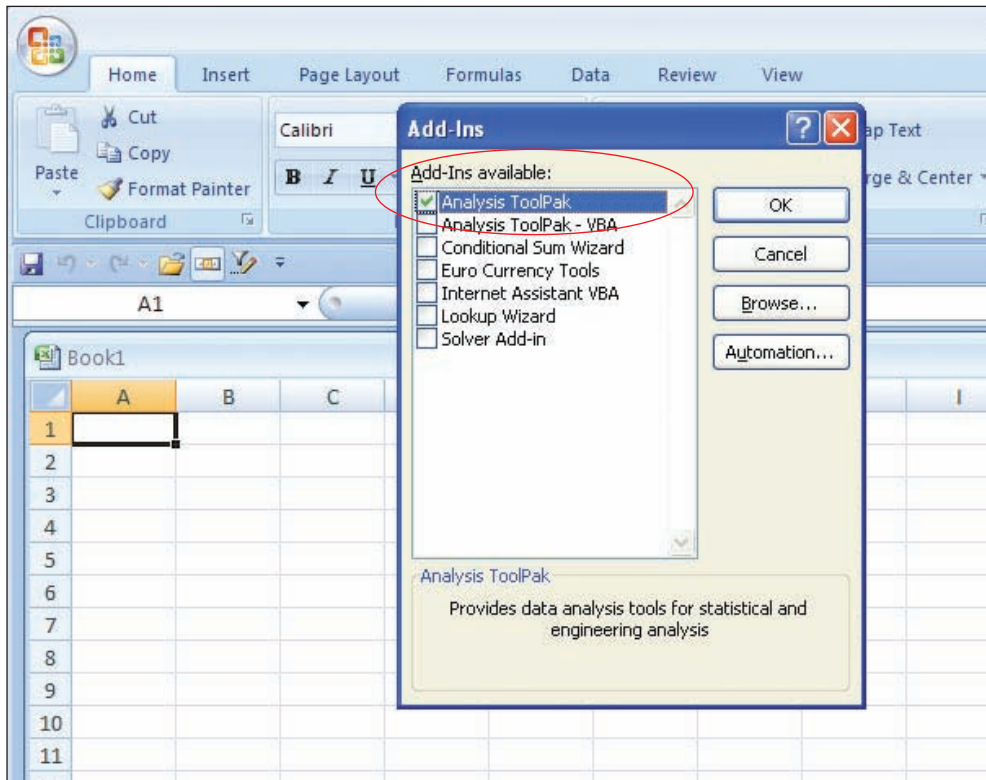 Home Insert Page Layout Formulas Data Review View
Cut
Copy
Format Painter
Paste
Clipboard
Calibri
B I U
Text
& Center
A1
Book1
A B C I
1
2
3
4
5
6
7
8
9
10
11
Add-Ins
Add-Ins available:
Analysis ToolPak
Analysis ToolPak - VBA
Conditional Sum Wizard
Euro Currency Tools
Internet Assistant VBA
Lookup Wizard
Solver Add-in
OK
Cancel
Browse...
Automation...
Analysis ToolPak
Provides data analysis tools for statistical and
engineering analysis